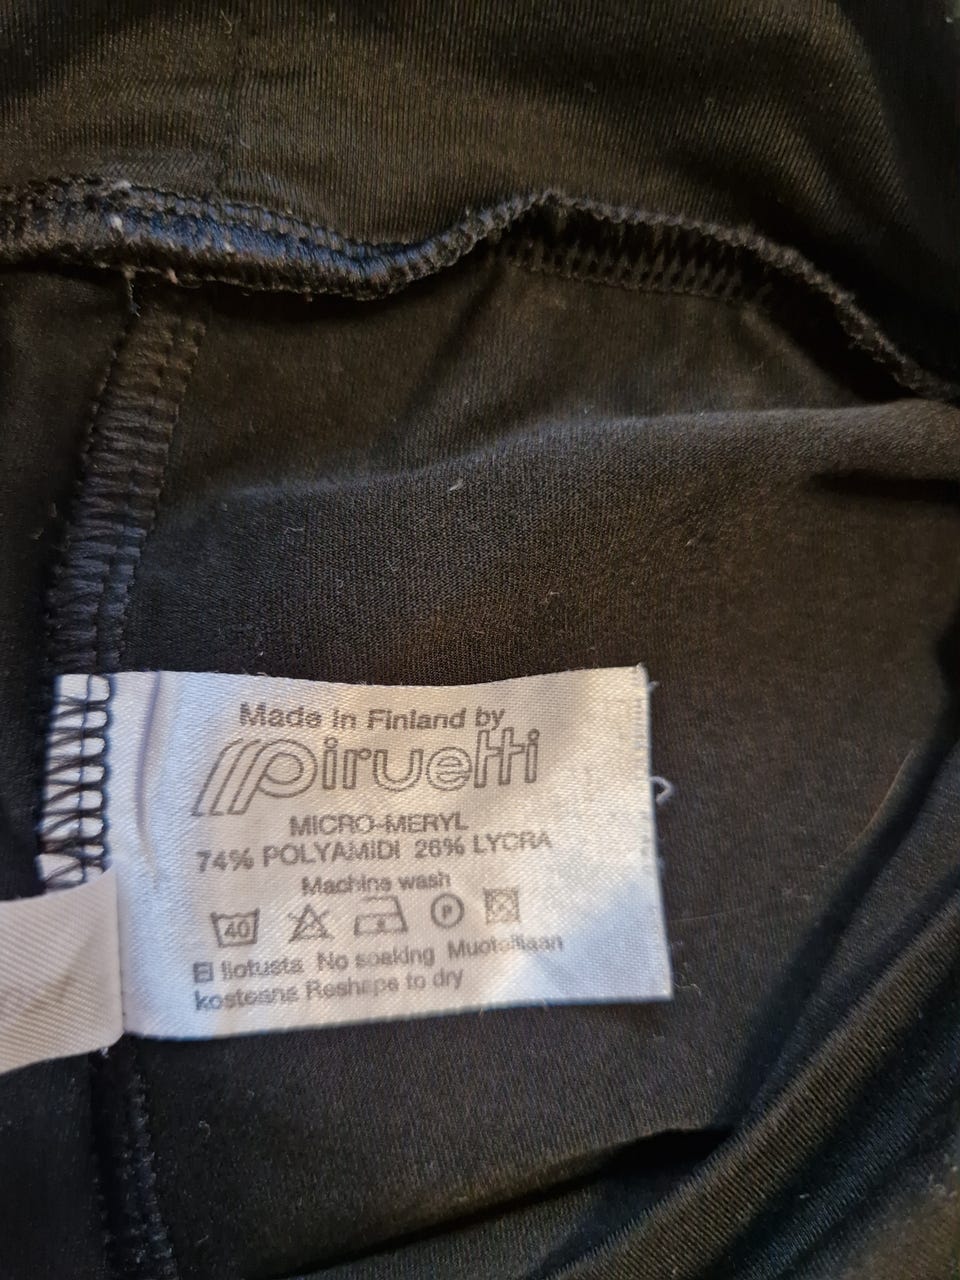 Made in Finland by
piruetti
MICRO-MERYL
74% POLYAMIDI 26% LYCRA
Machine wash
40 P
Ei liotusta No soaking Muotoillaan
kosteana Reshape to dry